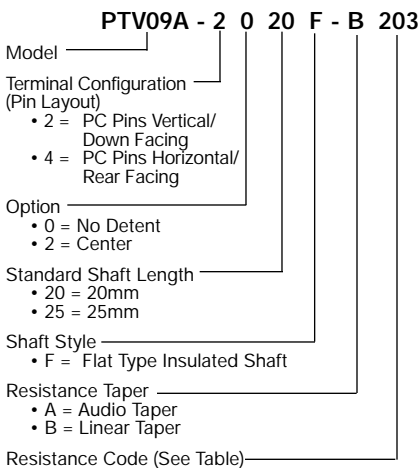 PTV09A - 2 0 20 F - B 203
Model
Terminal Configuration
(Pin Layout)
• 2 = PC Pins Vertical/
Down Facing
• 4 = PC Pins Horizontal/
Rear Facing
Option
• 0 = No Detent
• 2 = Center
Standard Shaft Length
• 20 = 20mm
• 25 = 25mm
Shaft Style
• F = Flat Type Insulated Shaft
Resistance Taper
• A = Audio Taper
• B = Linear Taper
Resistance Code (See Table)